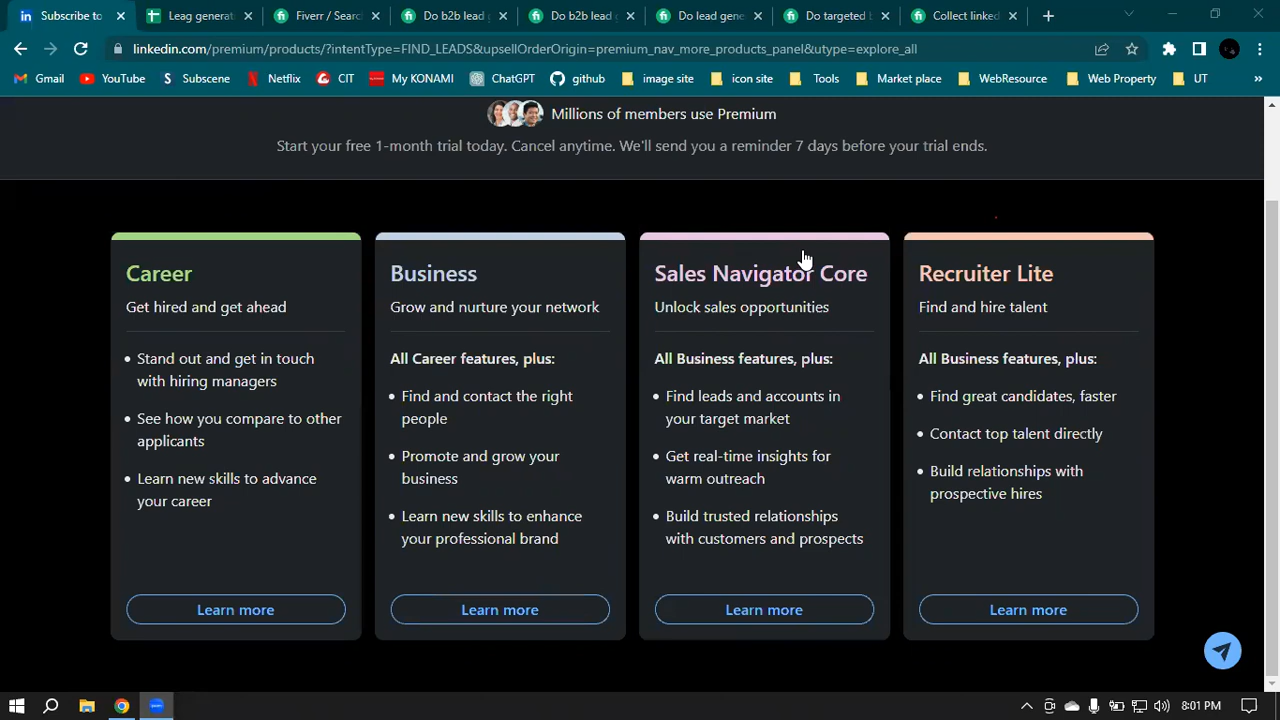 Subscribe to
Leag generat
Fiverr / Searc
Do b2b lead g
Do b2b lead g
Do lead gene
Do targeted b
Collect linked
linkedin.com/premium/products/?intentType=FIND_LEADS&upsellOrderOrigin=premium_nav_more_products_panel&utype=explore_all
Gmail
YouTube
Subscene
Netflix
CIT
My KONAMI
ChatGPT
github
image site
icon site
Tools
Market place
WebResource
Web Property
UT
»
Millions of members use Premium
Start your free 1-month trial today. Cancel anytime. We'll send you a reminder 7 days before your trial ends.
Career
Get hired and get ahead
• Stand out and get in touch
with hiring managers
• See how you compare to other
applicants
• Learn new skills to advance
your career
Learn more
Business
Grow and nurture your network
All Career features, plus:
• Find and contact the right
people
• Promote and grow your
business
• Learn new skills to enhance
your professional brand
Learn more
Sales Navigator Core
Unlock sales opportunities
All Business features, plus:
• Find leads and accounts in
your target market
• Get real-time insights for
warm outreach
• Build trusted relationships
with customers and prospects
Learn more
Recruiter Lite
Find and hire talent
All Business features, plus:
• Find great candidates, faster
• Contact top talent directly
• Build relationships with
prospective hires
Learn more
8:01 PM